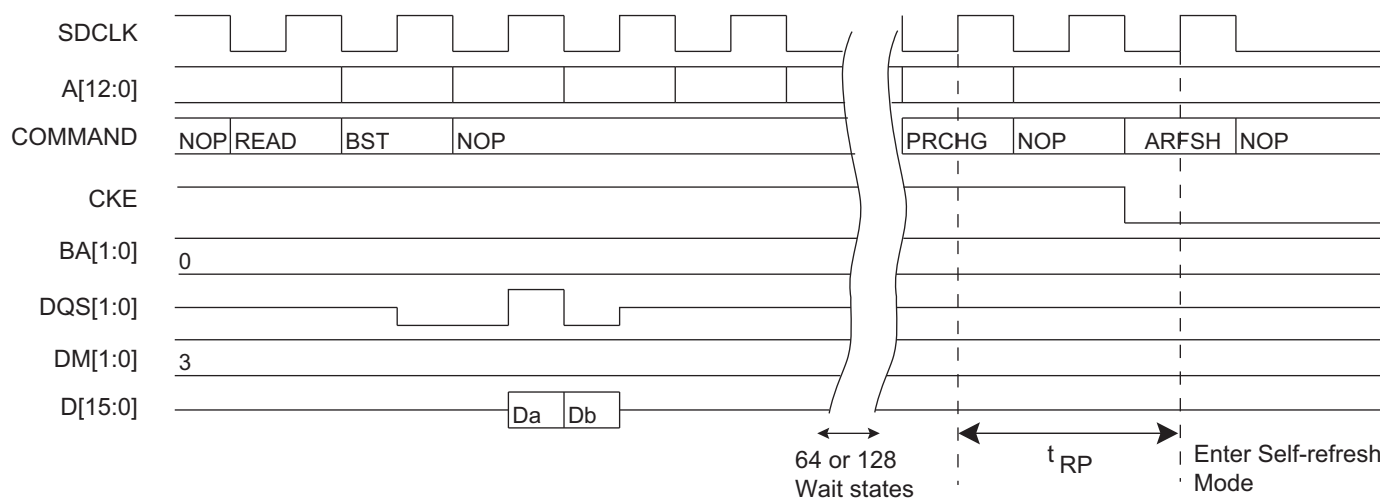 SDCLK
A[12:0]
COMMAND NOP READ BST NOP PRCHG NOP ARFSH NOP
CKE
BA[1:0] 0
DQS[1:0]
DM[1:0] 3
D[15:0] Da Db
64 or 128
Wait states
tRP
Enter Self-refresh
Mode